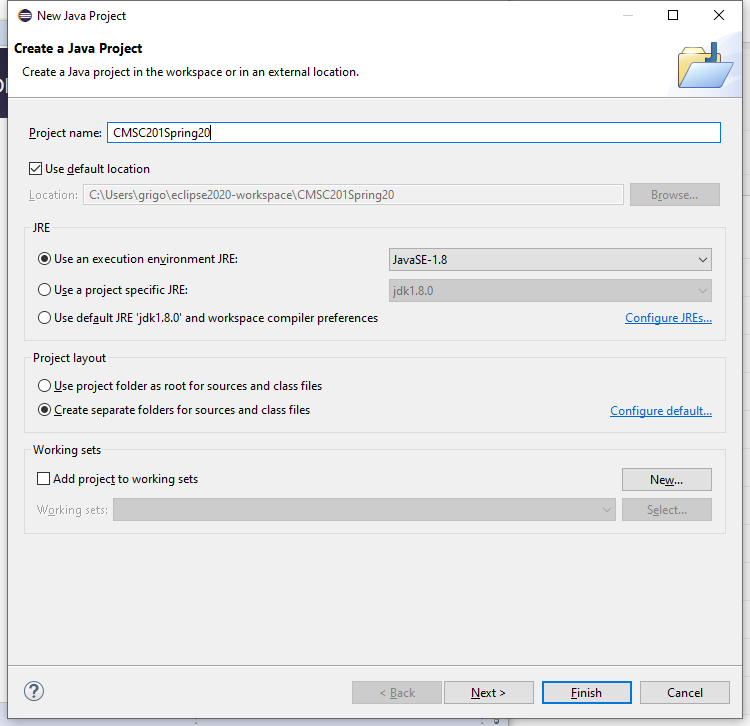 New Java Project
Create a Java Project
Create a Java project in the workspace or in an external location.
Project name: CMSC201Spring20
Use default location
Location: C:\Users\grigo\eclipse2020-workspace\CMSC201Spring20 Browse...
JRE
Use an execution environment JRE: JavaSE-1.8
Use a project specific JRE: jdk1.8.0
Use default JRE 'jdk1.8.0' and workspace compiler preferences Configure JREs...
Project layout
Use project folder as root for sources and class files
Create separate folders for sources and class files Configure default...
Working sets
Add project to working sets New...
Working sets: Select...
? < Back Next > Finish Cancel